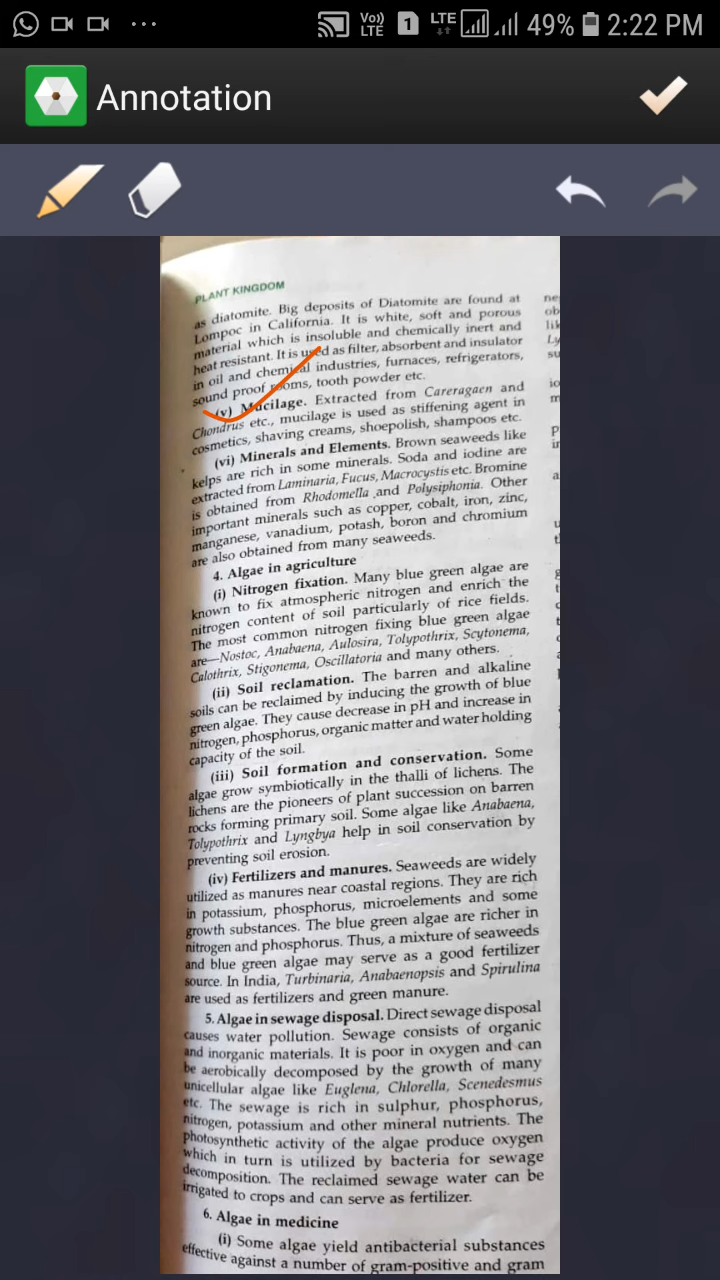 Vo)) LTE 1 LTE 49% 2:22 PM
Annotation
PLANT KINGDOM
as diatomite. Big deposits of Diatomite are found at
Lompoc in California. It is white, soft and porous
material which is insoluble and chemically inert and
heat resistant. It is used as filter, absorbent and insulator
in oil and chemical industries, furnaces, refrigerators,
sound proof rooms, tooth powder etc.
(v) Mucilage. Extracted from Careragaen and
Chondrus etc., mucilage is used as stiffening agent in
cosmetics, shaving creams, shoepolish, shampoos etc.
(vi) Minerals and Elements. Brown seaweeds like
kelps are rich in some minerals. Soda and iodine are
extracted from Laminaria, Fucus, Macrocystis etc. Bromine
is obtained from Rhodomella and Polysiphonia. Other
important minerals such as copper, cobalt, iron, zinc,
manganese, vanadium, potash, boron and chromium
are also obtained from many seaweeds.
4. Algae in agriculture
(i) Nitrogen fixation. Many blue green algae are
known to fix atmospheric nitrogen and enrich the
nitrogen content of soil particularly of rice fields.
The most common nitrogen fixing blue green algae
are—Nostoc, Anabaena, Aulosira, Tolypothrix, Scytonema,
Calothrix, Stigonema, Oscillatoria and many others.
(ii) Soil reclamation. The barren and alkaline
soils can be reclaimed by inducing the growth of blue
green algae. They cause decrease in pH and increase in
nitrogen, phosphorus, organic matter and water holding
capacity of the soil.
(iii) Soil formation and conservation. Some
algae grow symbiotically in the thalli of lichens. The
lichens are the pioneers of plant succession on barren
rocks forming primary soil. Some algae like Anabaena,
Tolypothrix and Lyngbya help in soil conservation by
preventing soil erosion.
(iv) Fertilizers and manures. Seaweeds are widely
utilized as manures near coastal regions. They are rich
in potassium, phosphorus, microelements and some
growth substances. The blue green algae are richer in
nitrogen and phosphorus. Thus, a mixture of seaweeds
and blue green algae may serve as a good fertilizer
source. In India, Turbinaria, Anabaenopsis and Spirulina
are used as fertilizers and green manure.
5. Algae in sewage disposal. Direct sewage disposal
causes water pollution. Sewage consists of organic
and inorganic materials. It is poor in oxygen and can
be aerobically decomposed by the growth of many
unicellular algae like Euglena, Chlorella, Scenedesmus
etc. The sewage is rich in sulphur, phosphorus,
nitrogen, potassium and other mineral nutrients. The
photosynthetic activity of the algae produce oxygen
which in turn is utilized by bacteria for sewage
decomposition. The reclaimed sewage water can be
irrigated to crops and can serve as fertilizer.
6. Algae in medicine
(i) Some algae yield antibacterial substances
effective against a number of gram-positive and gram